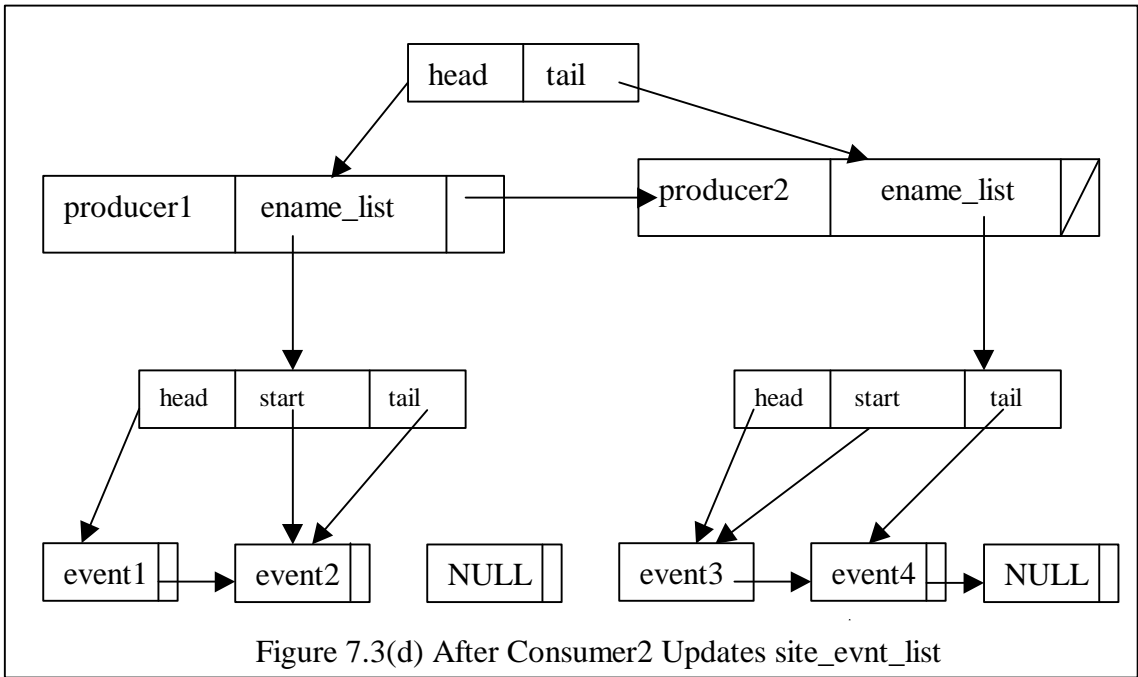 head tail
producer1 ename_list
producer2 ename_list
head start tail
head start tail
event1 event2 NULL
event3 event4 NULL
Figure 7.3(d) After Consumer2 Updates site_evnt_list